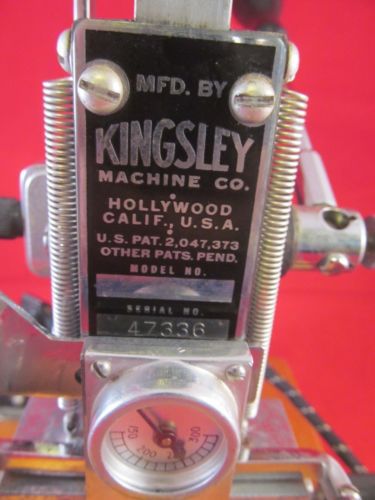 MFD. BY
KINGSLEY
MACHINE CO.
HOLLYWOOD
CALIF., U.S.A.
U.S. PAT. 2,047,373
OTHER PATS. PEND.
MODEL NO.
SERIAL NO.
47336
150 200 300